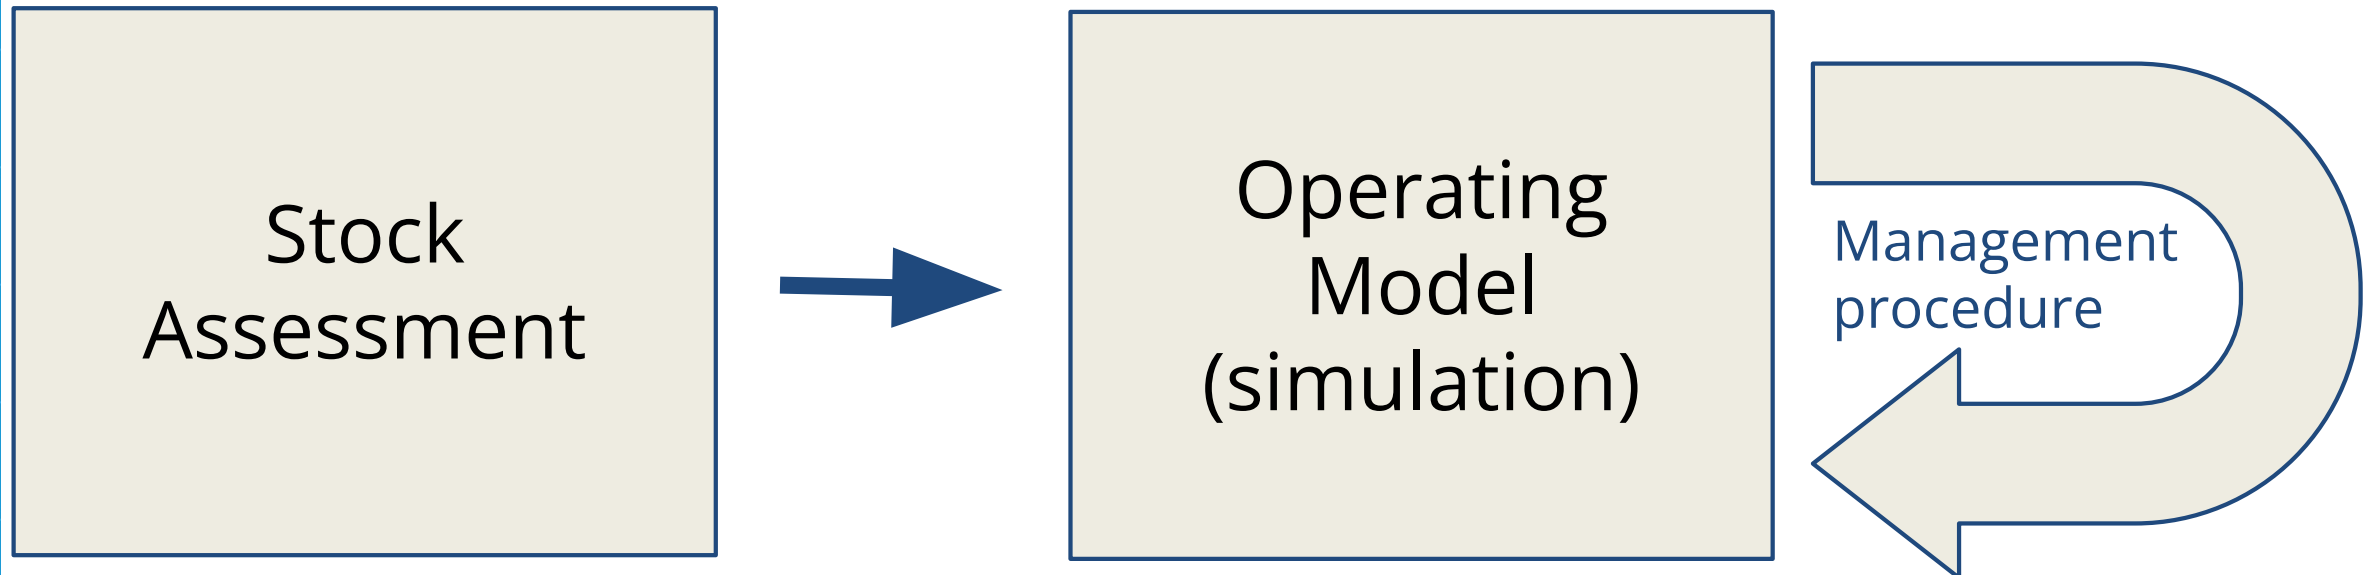 Stock
Assessment
Operating
Model
(simulation)
Management
procedure